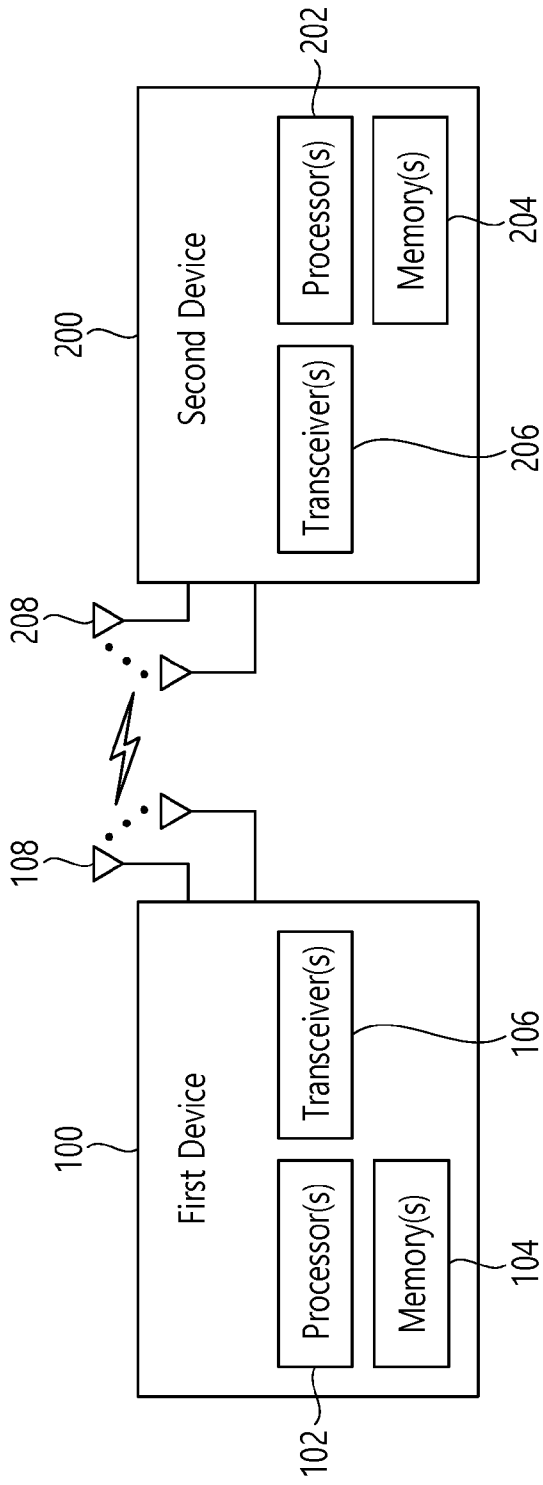 108
208
100
200
First Device
Second Device
Processor(s)
Transceiver(s)
Transceiver(s)
Processor(s)
202
Memory(s)
Memory(s)
102
104
106
206
204